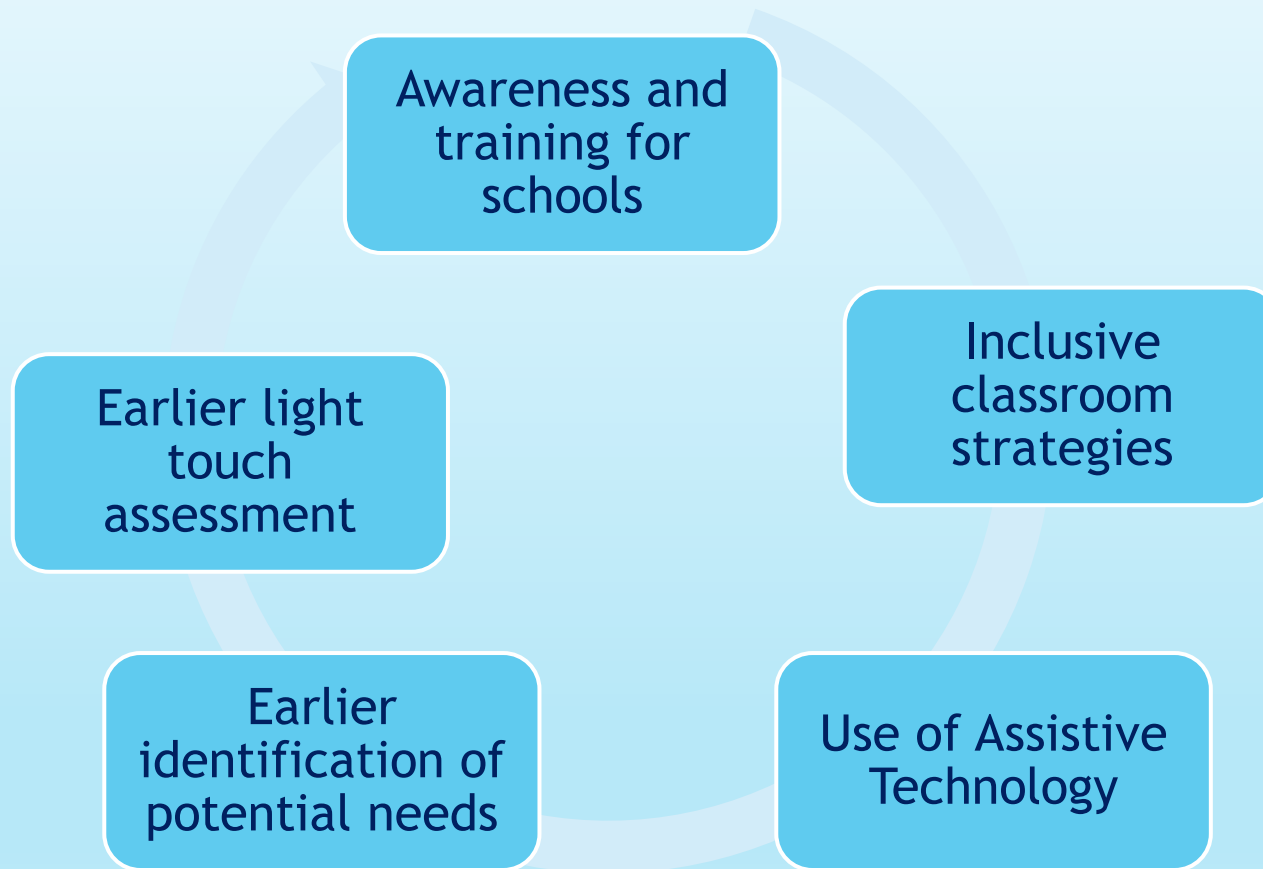 Awareness and
training for
schools
Inclusive
classroom
strategies
Use of Assistive
Technology
Earlier
identification of
potential needs
Earlier light
touch
assessment